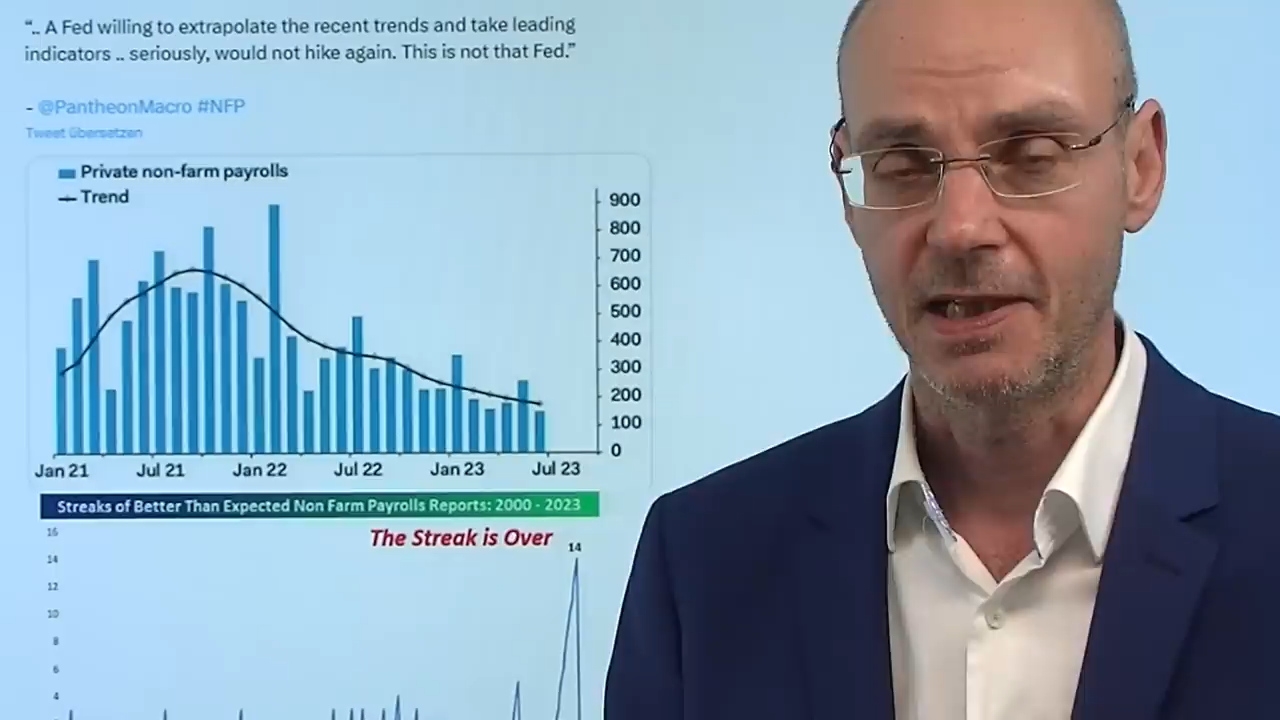 “.. A Fed willing to extrapolate the recent trends and take leading
indicators .. seriously, would not hike again. This is not that Fed.”
- @PantheonMacro #NFP
Tweet übersetzen
Private non-farm payrolls
Trend
900
800
700
600
500
400
300
200
100
0
Jan 21 Jul 21 Jan 22 Jul 22 Jan 23 Jul 23
Streaks of Better Than Expected Non Farm Payrolls Reports: 2000 - 2023
The Streak is Over
16
14
14
12
10
8
6
4